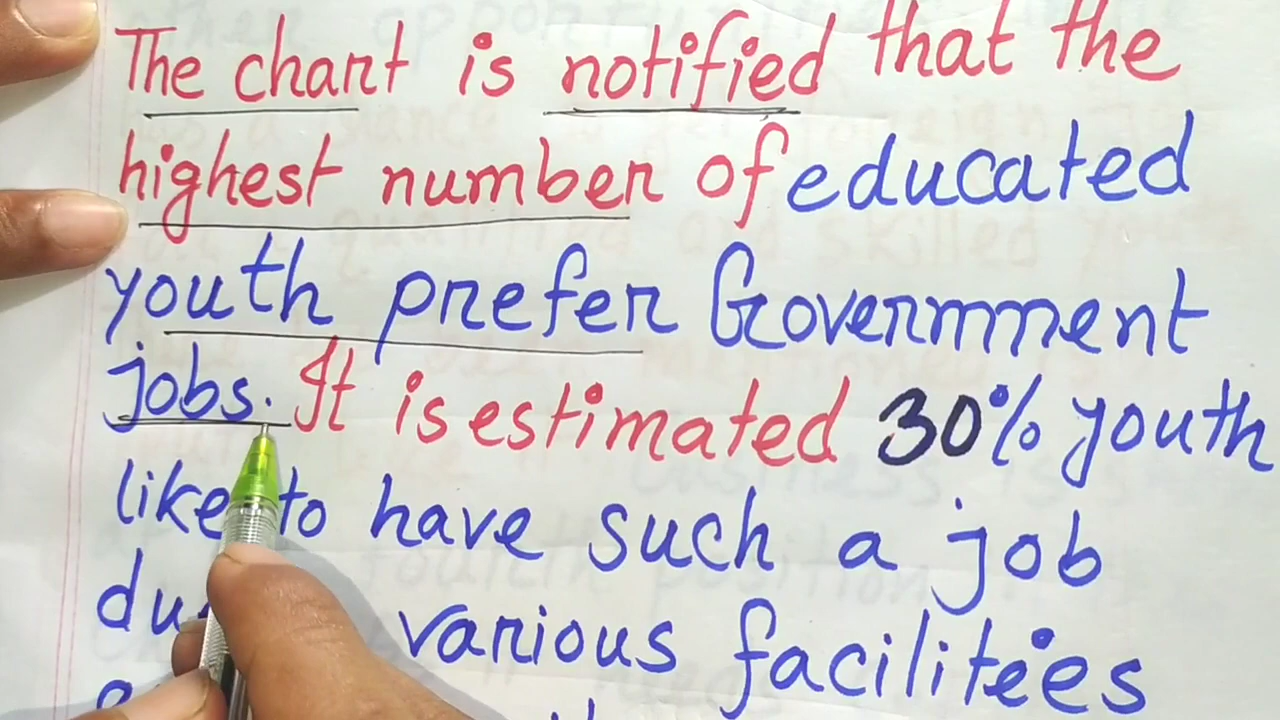 The chart is notified that the
highest number of educated
youth prefer Government
jobs. It is estimated 30% youth
like to have such a job
various facilities